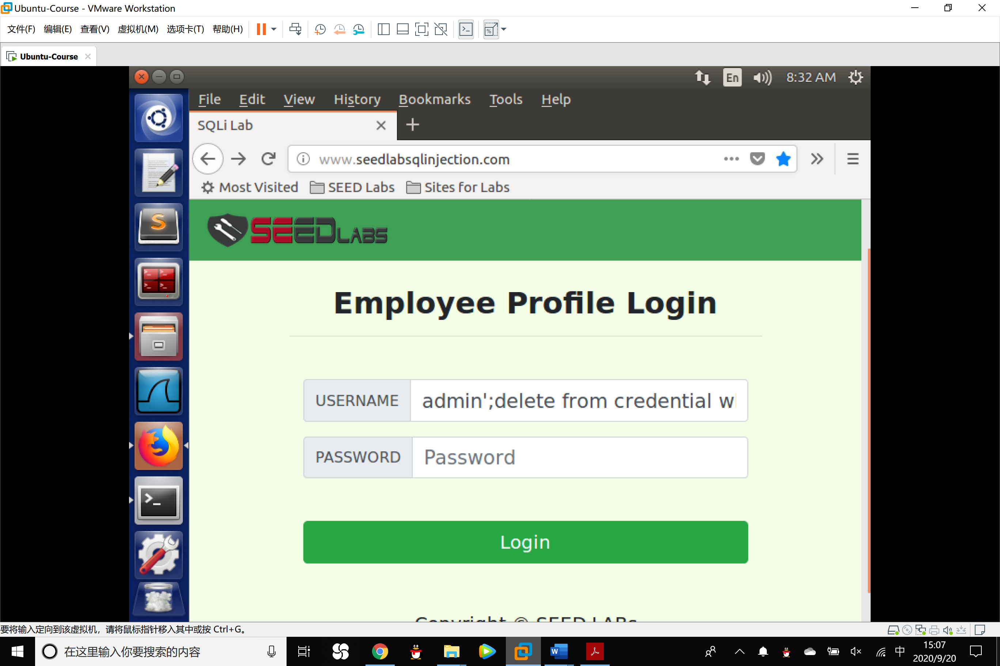 Ubuntu-Course - VMware Workstation
文件(F) 编辑(E) 查看(V) 虚拟机(M) 选项卡(T) 帮助(H)
Ubuntu-Course
En 8:32 AM
File Edit View History Bookmarks Tools Help
SQLi Lab
www.seedlabsqlinjection.com
Most Visited SEED Labs Sites for Labs
SEEDLABS
Employee Profile Login
USERNAME admin';delete from credential w
PASSWORD Password
Login
Copyright © SEED LABs
要将输入定向到该虚拟机，请将鼠标指针移入其中或按 Ctrl+G。
在这里输入你要搜索的内容
中
15:07
2020/9/20